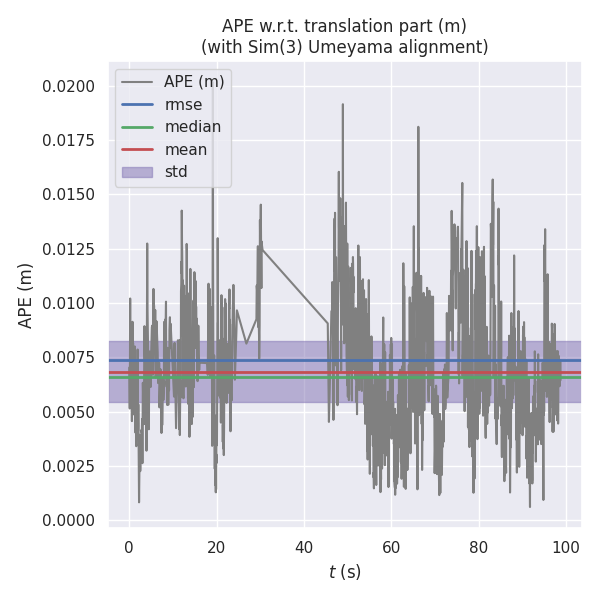 APE w.r.t. translation part (m)
(with Sim(3) Umeyama alignment)
APE (m)
rmse
median
mean
std
0.0200
0.0175
0.0150
0.0125
0.0100
0.0075
0.0050
0.0025
0.0000
APE (m)
0 20 40 60 80 100
t (s)